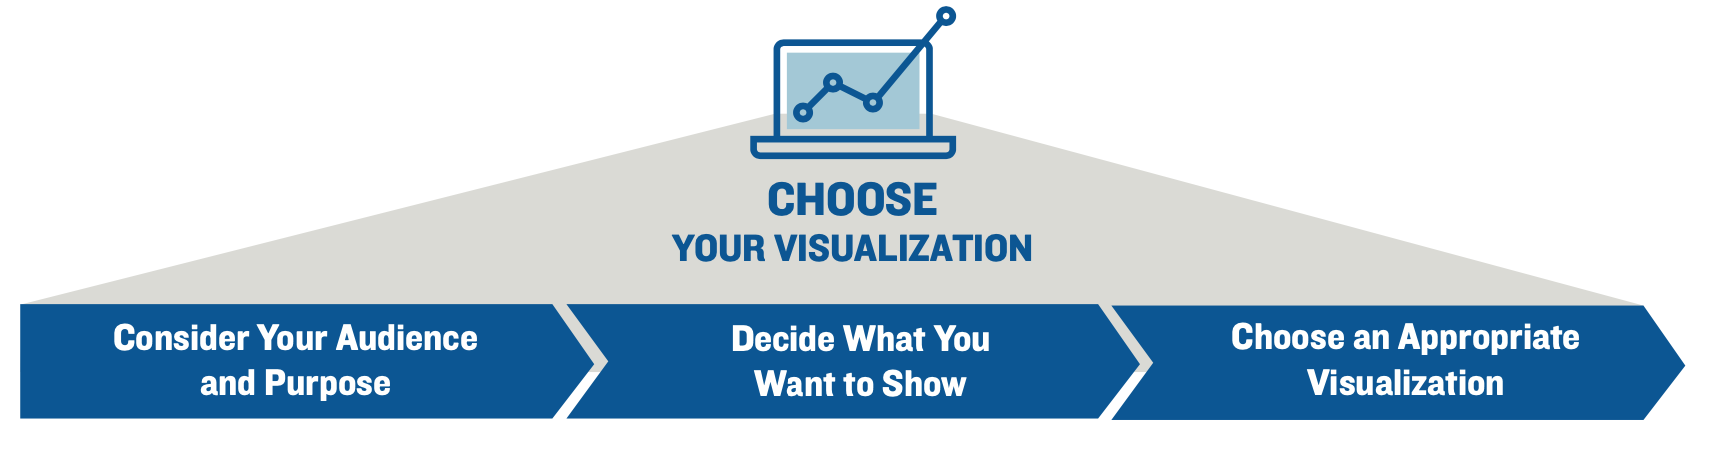 CHOOSE
YOUR VISUALIZATION
Consider Your Audience
and Purpose
Decide What You
Want to Show
Choose an Appropriate
Visualization